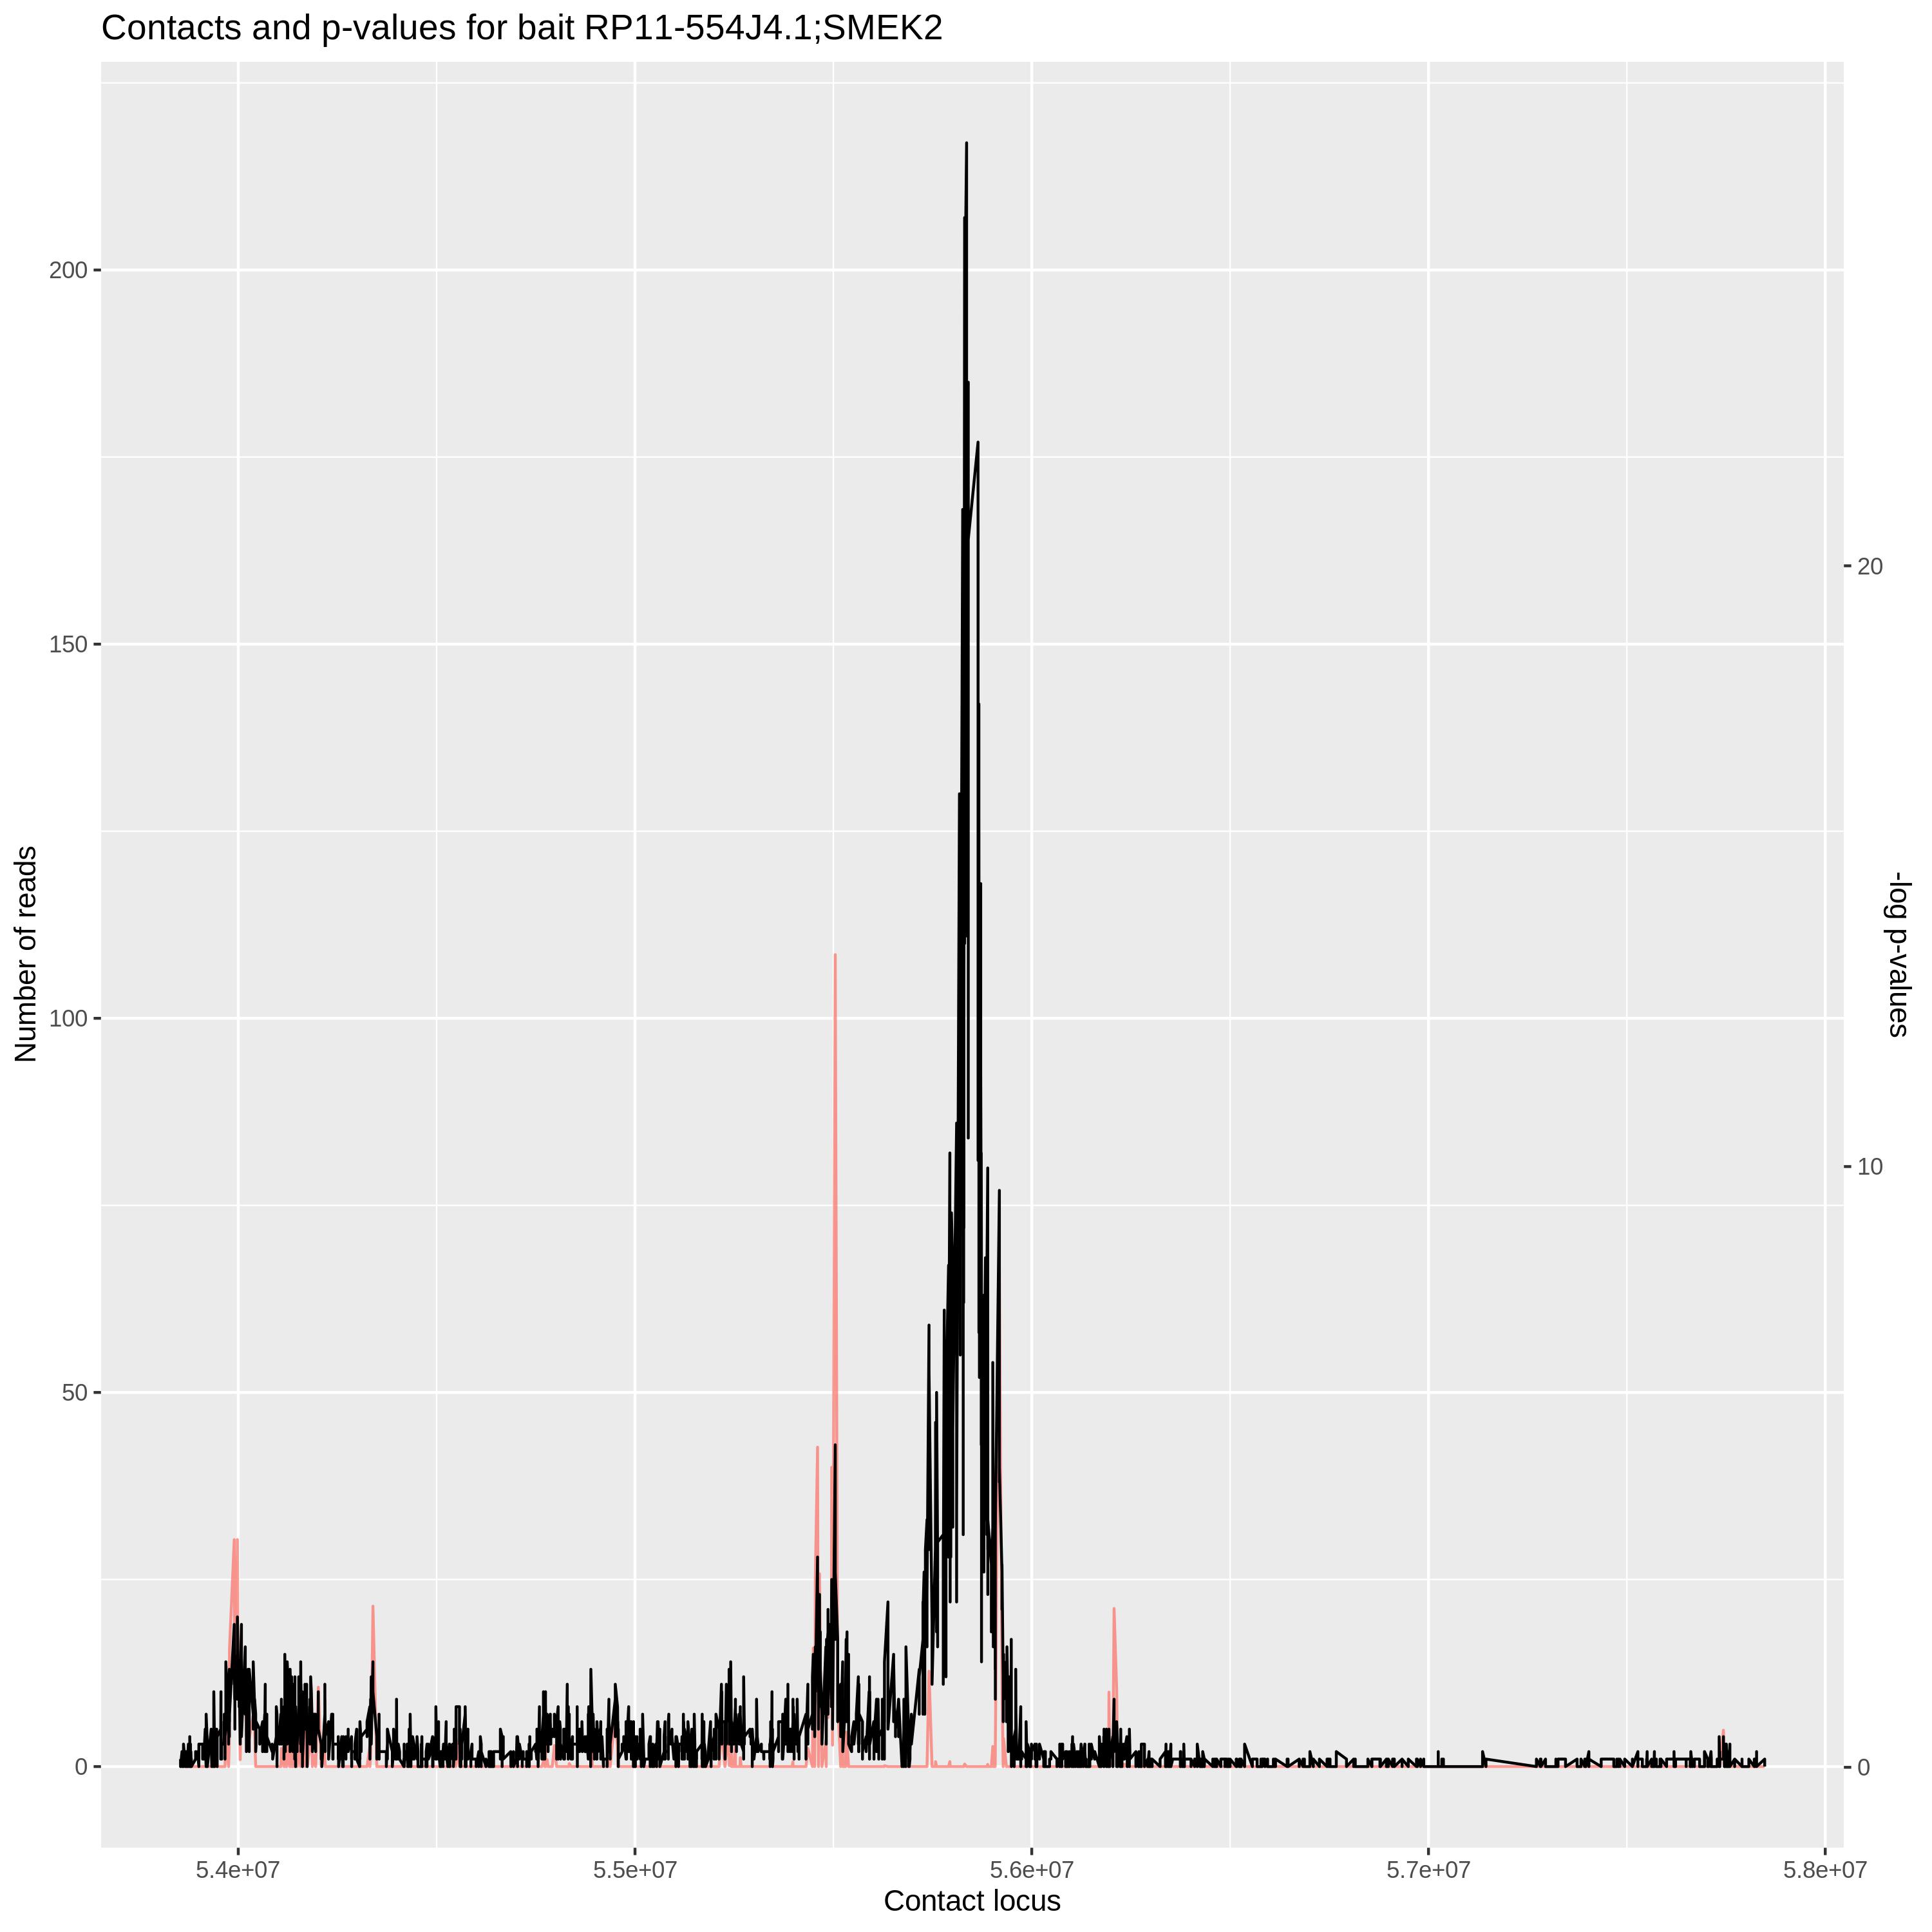 Contacts and p-values for bait RP11-554J4.1;SMEK2
200
150
100
50
0
Number of reads
20
10
0
-log p-values
5.4e+07
5.5e+07
5.6e+07
5.7e+07
5.8e+07
Contact locus